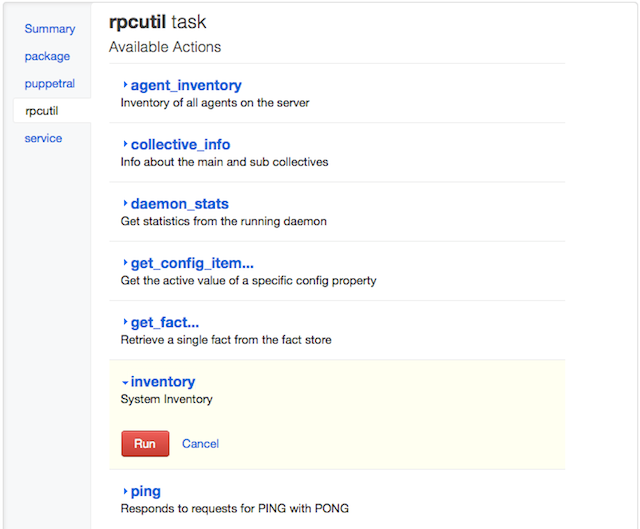 Summary
package
puppetral
rpcutil
service
rpcutil task
Available Actions
agent_inventory
Inventory of all agents on the server
collective_info
Info about the main and sub collectives
daemon_stats
Get statistics from the running daemon
get_config_item...
Get the active value of a specific config property
get_fact...
Retrieve a single fact from the fact store
inventory
System Inventory
Run Cancel
ping
Responds to requests for PING with PONG